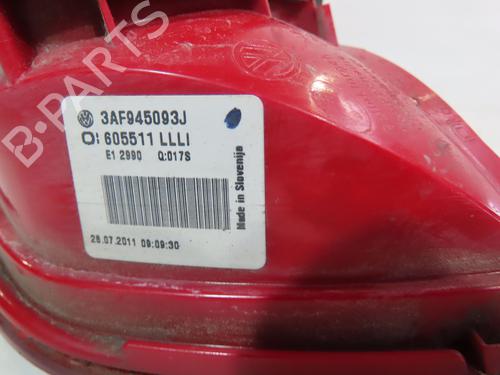 B-PARTS
3AF945093J
605511 LLLI
E1 2990 Q:017S
Made in Slovenija
28.07.2011 09:09:30